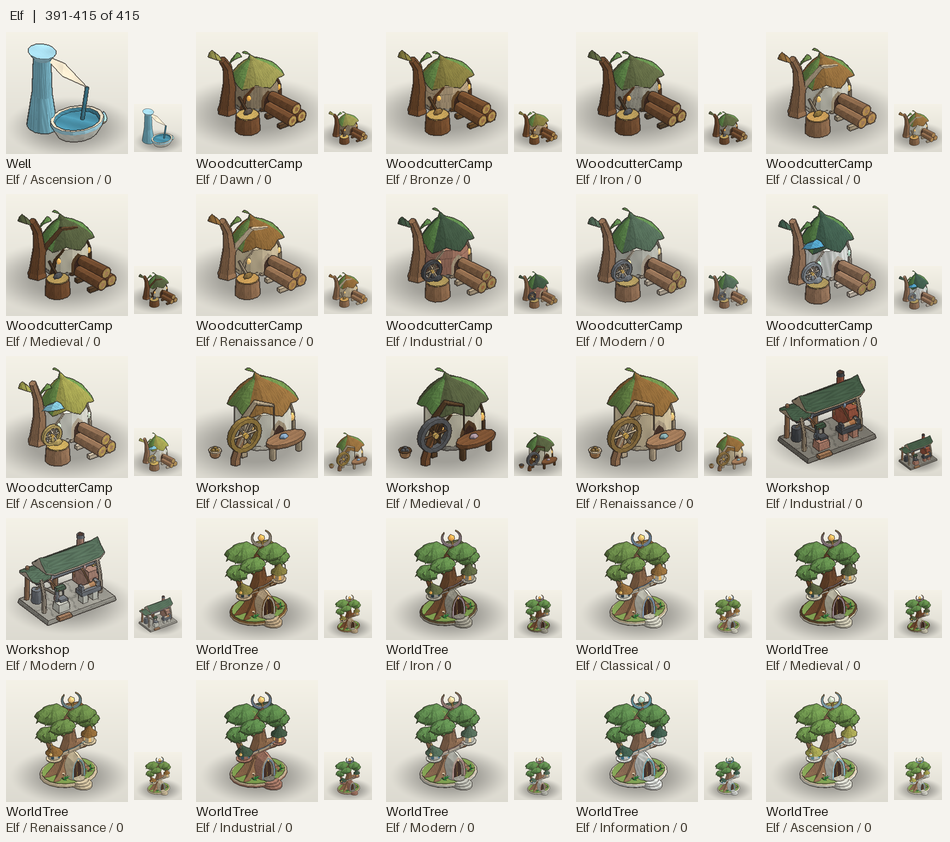 Elf | 391-415 of 415
Well
Elf / Ascension / 0
WoodcutterCamp
Elf / Dawn / 0
WoodcutterCamp
Elf / Bronze / 0
WoodcutterCamp
Elf / Iron / 0
WoodcutterCamp
Elf / Classical / 0
WoodcutterCamp
Elf / Medieval / 0
WoodcutterCamp
Elf / Renaissance / 0
WoodcutterCamp
Elf / Industrial / 0
WoodcutterCamp
Elf / Modern / 0
WoodcutterCamp
Elf / Information / 0
WoodcutterCamp
Elf / Ascension / 0
Workshop
Elf / Classical / 0
Workshop
Elf / Medieval / 0
Workshop
Elf / Renaissance / 0
Workshop
Elf / Industrial / 0
Workshop
Elf / Modern / 0
WorldTree
Elf / Bronze / 0
WorldTree
Elf / Iron / 0
WorldTree
Elf / Classical / 0
WorldTree
Elf / Medieval / 0
WorldTree
Elf / Renaissance / 0
WorldTree
Elf / Industrial / 0
WorldTree
Elf / Modern / 0
WorldTree
Elf / Information / 0
WorldTree
Elf / Ascension / 0